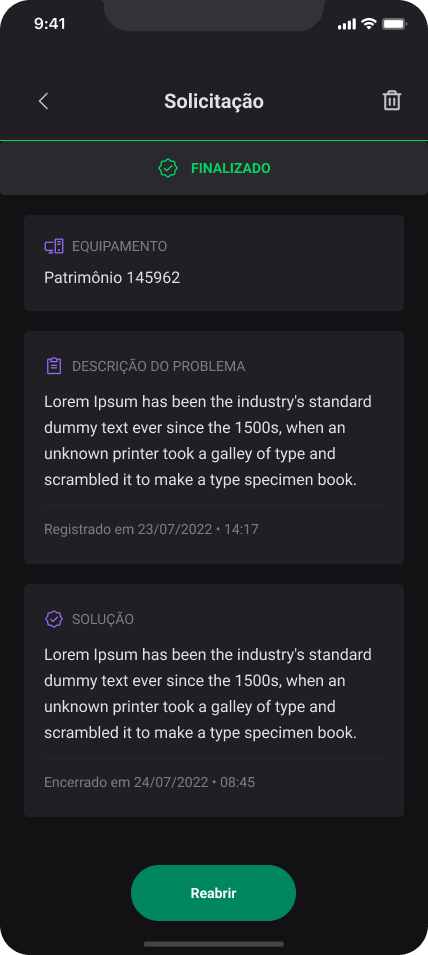 9:41
Solicitação
FINALIZADO
EQUIPAMENTO
Patrimônio 145962
DESCRIÇÃO DO PROBLEMA
Lorem Ipsum has been the industry's standard
dummy text ever since the 1500s, when an
unknown printer took a galley of type and
scrambled it to make a type specimen book.
Registrado em 23/07/2022 • 14:17
SOLUÇÃO
Lorem Ipsum has been the industry's standard
dummy text ever since the 1500s, when an
unknown printer took a galley of type and
scrambled it to make a type specimen book.
Encerrado em 24/07/2022 • 08:45
Reabrir